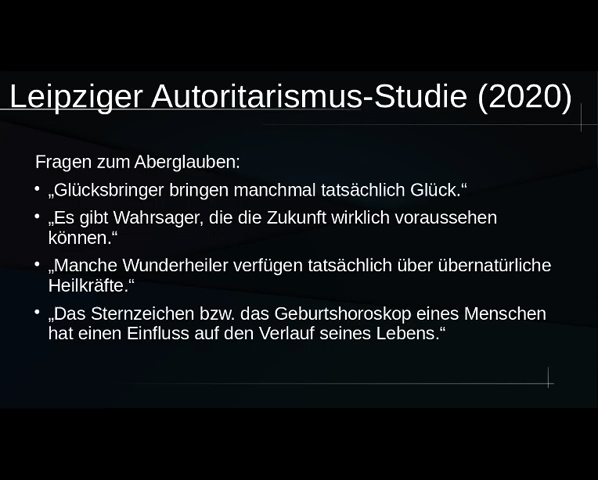 Leipziger Autoritarismus-Studie (2020)
Fragen zum Aberglauben:
• „Glücksbringer bringen manchmal tatsächlich Glück.“
• „Es gibt Wahrsager, die die Zukunft wirklich voraussehen
können.“
• „Manche Wunderheiler verfügen tatsächlich über übernatürliche
Heilkräfte.“
• „Das Sternzeichen bzw. das Geburtshoroskop eines Menschen
hat einen Einfluss auf den Verlauf seines Lebens.“